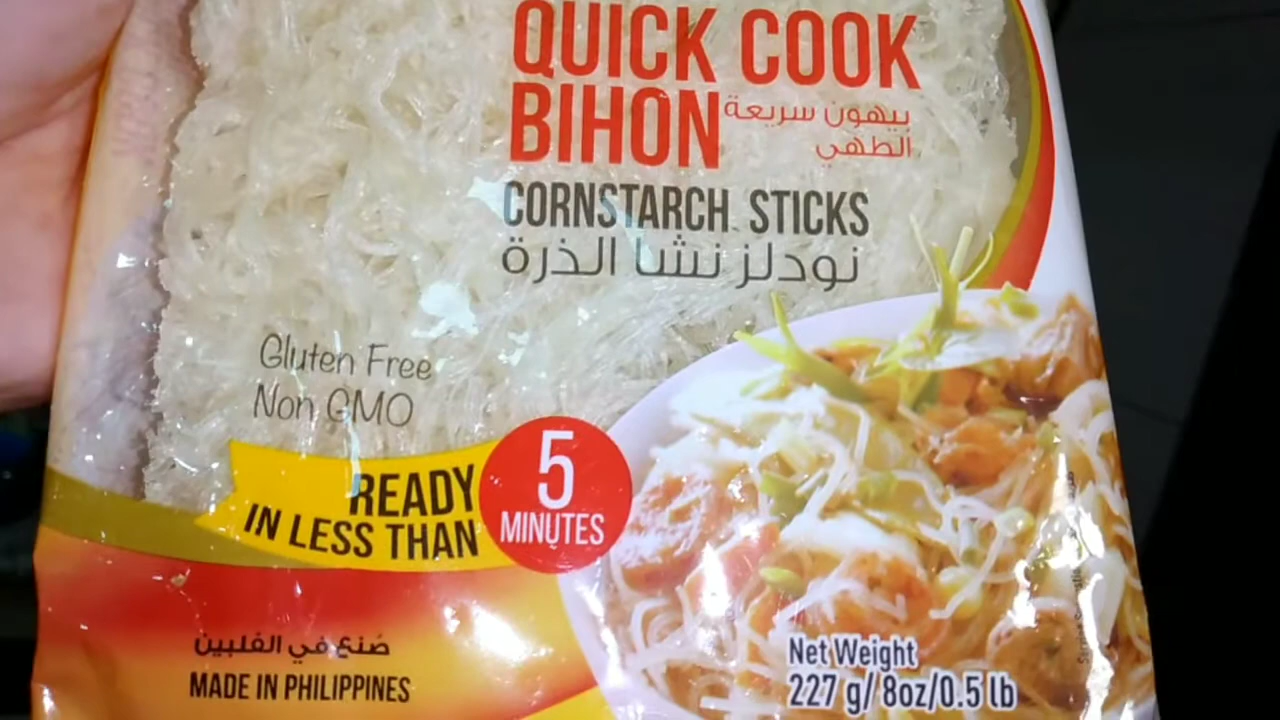 QUICK COOK
BIHON
بيهون سريعة
الطهي
CORNSTARCH STICKS
نودلز نشا الذرة
Gluten Free
Non GMO
READY
IN LESS THAN
5
MINUTES
صُنع في الفلبين
MADE IN PHILIPPINES
Net Weight
227 g/ 8oz/0.5 lb